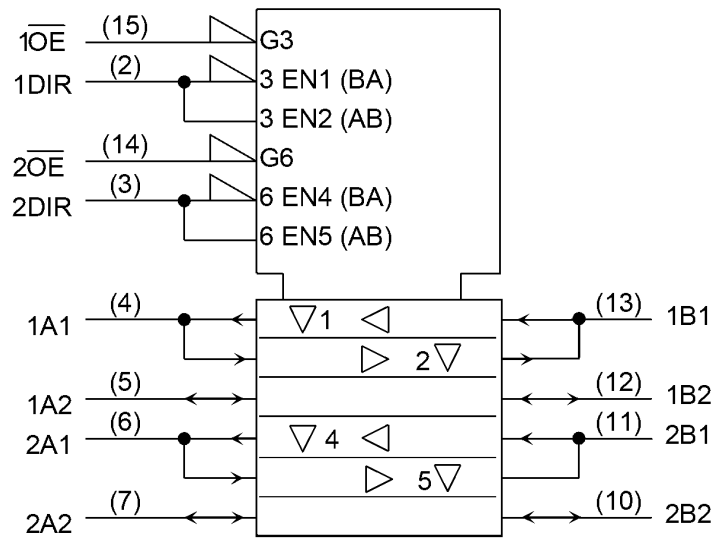 1OE (15) G3
1DIR (2) 3 EN1 (BA)
3 EN2 (AB)
2OE (14) G6
2DIR (3) 6 EN4 (BA)
6 EN5 (AB)
1A1 (4) 1 (13) 1B1
2
1A2 (5) (12) 1B2
2A1 (6) 4 (11) 2B1
5
2A2 (7) (10) 2B2